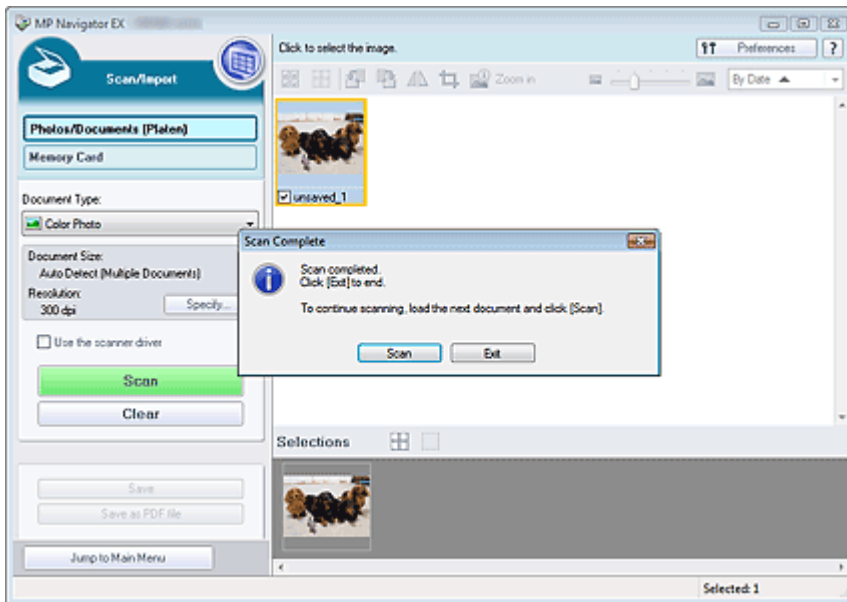 MP Navigator EX
Scan/Import
Photos/Documents (Platen)
Memory Card
Document Type:
Color Photo
Document Size:
Auto Detect (Multiple Documents)
Resolution:
300 dpi
Specify...
Use the scanner driver
Scan
Clear
Save
Save as PDF file
Jump to Main Menu
Click to select the image.
Preferences
?
Zoom in
By Date
unsaved_1
Scan Complete
Scan completed.
Click [Exit] to end.
To continue scanning, load the next document and click [Scan].
Scan
Exit
Selections
Selected: 1